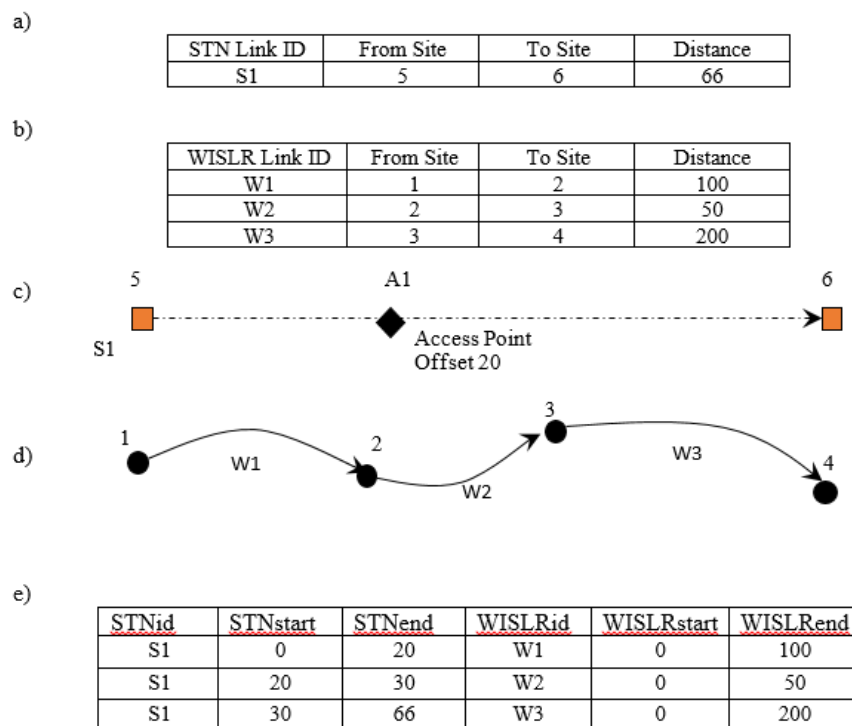 a)
STN Link ID From Site To Site Distance
S1 5 6 66
b)
WISLR Link ID From Site To Site Distance
W1 1 2 100
W2 2 3 50
W3 3 4 200
5 A1 6
c)
S1
Access Point
Offset 20
3
1
2
d)
W1
W2
W3
4
e)
STNid STNstart STNend WISLRid WISLRstart WISLRend
S1 0 20 W1 0 100
S1 20 30 W2 0 50
S1 30 66 W3 0 200